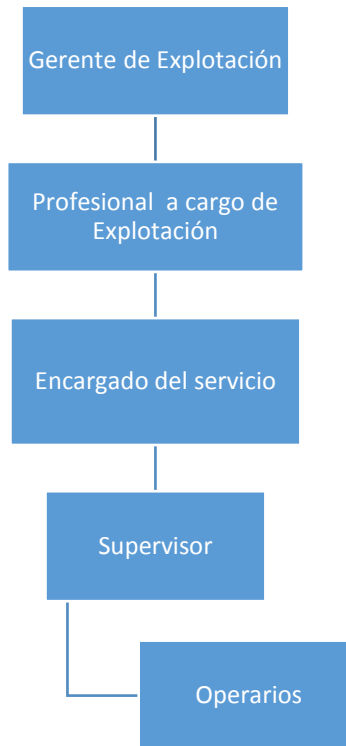 Gerente de Explotación
Profesional a cargo de
Explotación
Encargado del servicio
Supervisor
Operarios